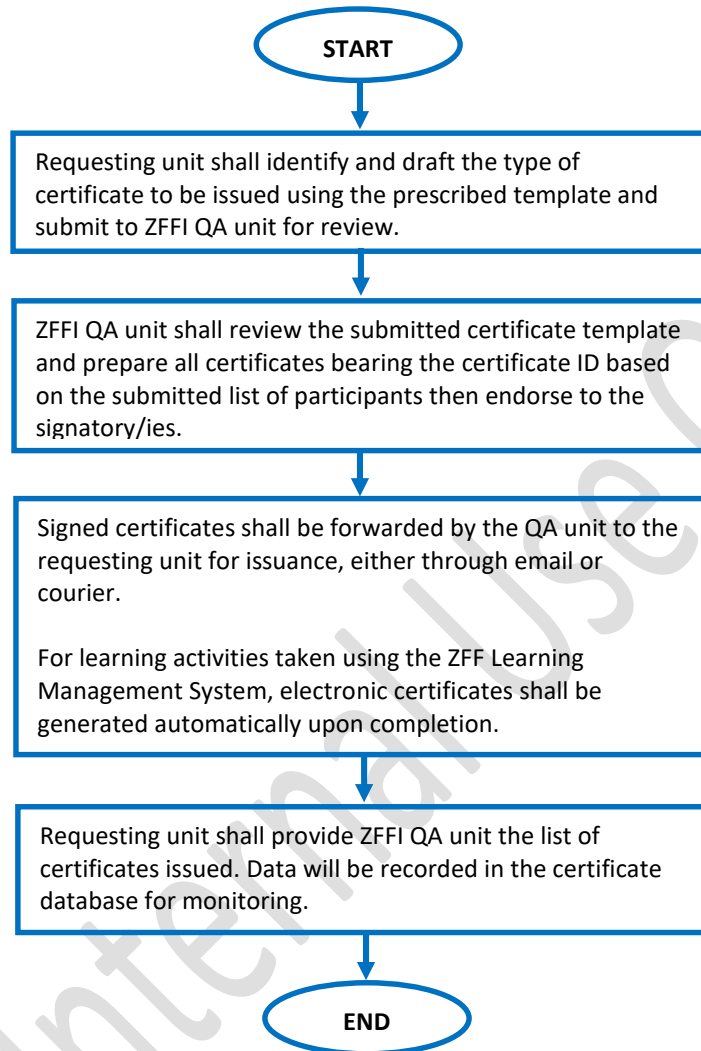 START
Requesting unit shall identify and draft the type of
certificate to be issued using the prescribed template and
submit to ZFFI QA unit for review.
ZFFI QA unit shall review the submitted certificate template
and prepare all certificates bearing the certificate ID based
on the submitted list of participants then endorse to the
signatory/ies.
Signed certificates shall be forwarded by the QA unit to the
requesting unit for issuance, either through email or
courier.
For learning activities taken using the ZFF Learning
Management System, electronic certificates shall be
generated automatically upon completion.
Requesting unit shall provide ZFFI QA unit the list of
certificates issued. Data will be recorded in the certificate
database for monitoring.
END
Internal Use